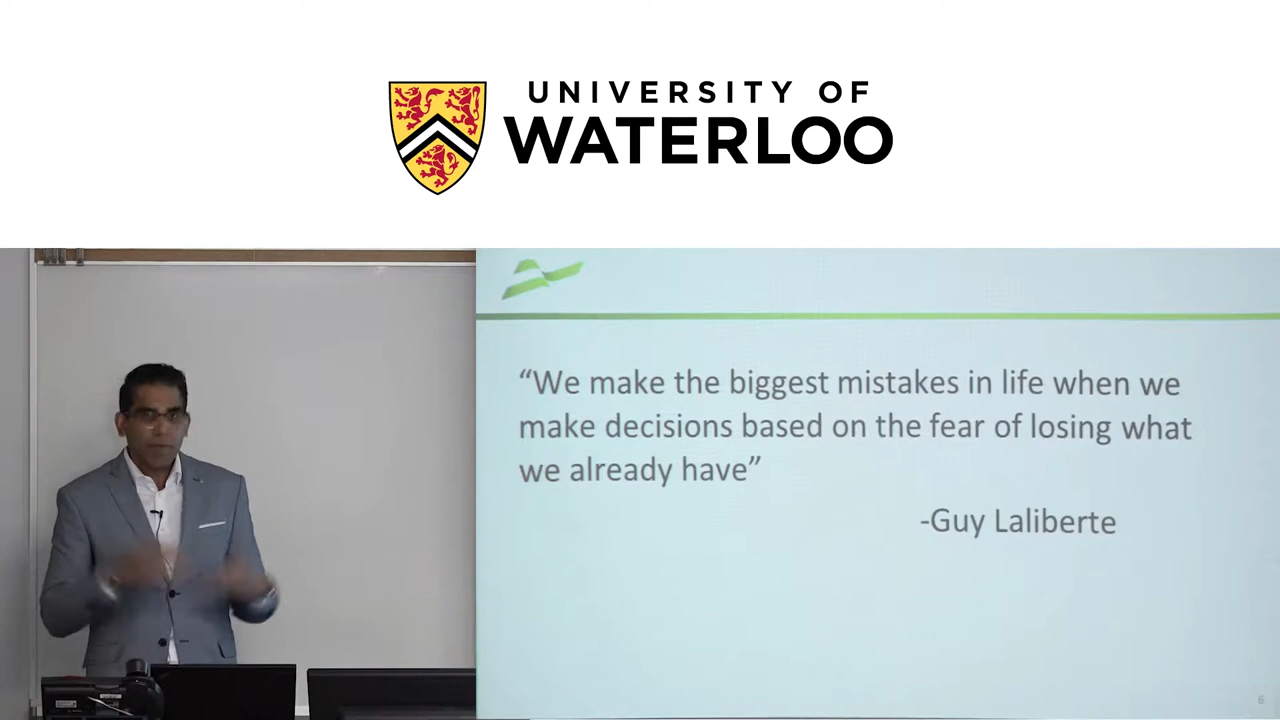 UNIVERSITY OF
WATERLOO
“We make the biggest mistakes in life when we
make decisions based on the fear of losing what
we already have”
-Guy Laliberte
6